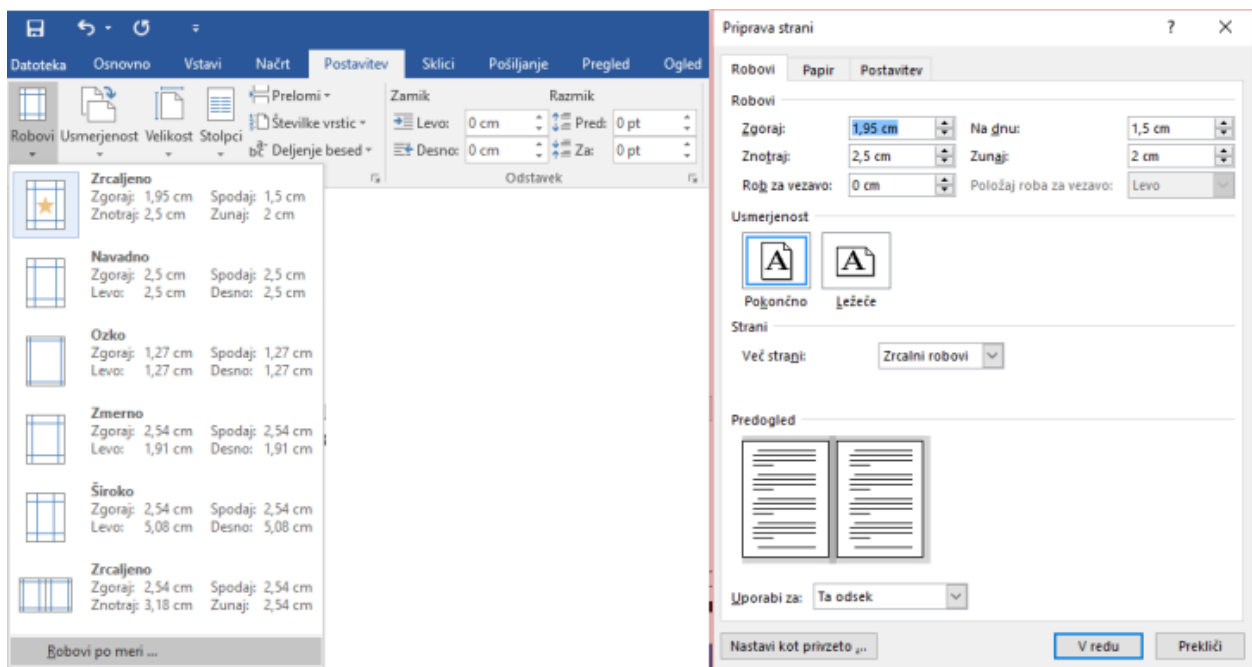 Datoteka Osnovno Vstavi Načrt Postavitev Sklici Pošiljanje Pregled Ogled
Robovi Usmerjenost Velikost Stolpci
Prelomi
Številke vrstic
Deljenje besed
Zamik Razmik
Levo: 0 cm Pred: 0 pt
Desno: 0 cm Za: 0 pt
Odstavek
Zrcaljeno
Zgoraj: 1,95 cm Spodaj: 1,5 cm
Znotraj: 2,5 cm Zunaj: 2 cm
Navadno
Zgoraj: 2,5 cm Spodaj: 2,5 cm
Levo: 2,5 cm Desno: 2,5 cm
Ozko
Zgoraj: 1,27 cm Spodaj: 1,27 cm
Levo: 1,27 cm Desno: 1,27 cm
Zmerno
Zgoraj: 2,54 cm Spodaj: 2,54 cm
Levo: 1,91 cm Desno: 1,91 cm
Široko
Zgoraj: 2,54 cm Spodaj: 2,54 cm
Levo: 5,08 cm Desno: 5,08 cm
Zrcaljeno
Zgoraj: 2,54 cm Spodaj: 2,54 cm
Znotraj: 3,18 cm Zunaj: 2,54 cm
Robovi po meri ...
Priprava strani ?
Robovi Papir Postavitev
Robovi
Zgoraj: 1,95 cm Na dnu: 1,5 cm
Znotraj: 2,5 cm Zunaj: 2 cm
Rob za vezavo: 0 cm Položaj roba za vezavo: Levo
Usmerjenost
A A
Pokončno Ležeče
Strani
Več strani: Zrcalni robovi
Predogled
Uporabi za: Ta odsek
Nastavi kot privzeto ... V redu Prekliči